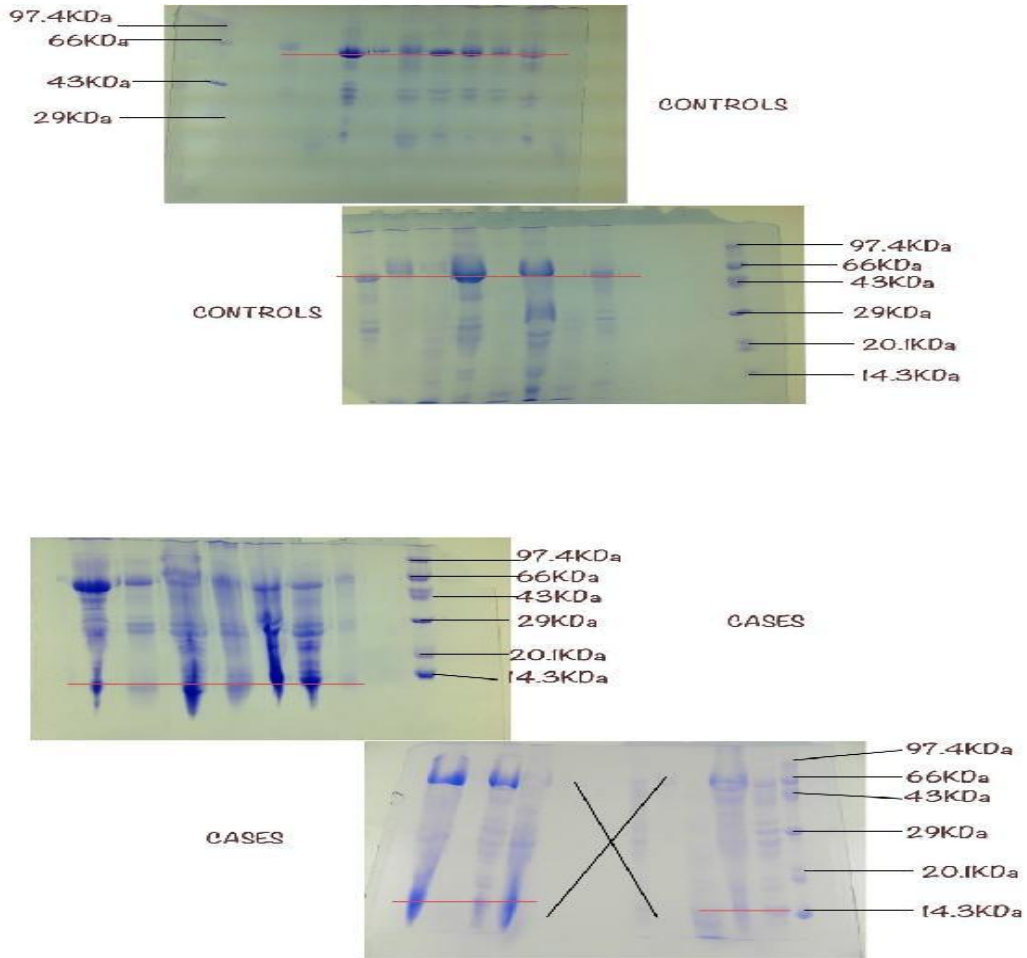 97.4KDa
66KDa
43KDa
29KDa
CONTROLS
CONTROLS
97.4KDa
66KDa
43KDa
29KDa
20.1KDa
14.3KDa
97.4KDa
66KDa
43KDa
29KDa
20.1KDa
14.3KDa
CASES
CASES
97.4KDa
66KDa
43KDa
29KDa
20.1KDa
14.3KDa